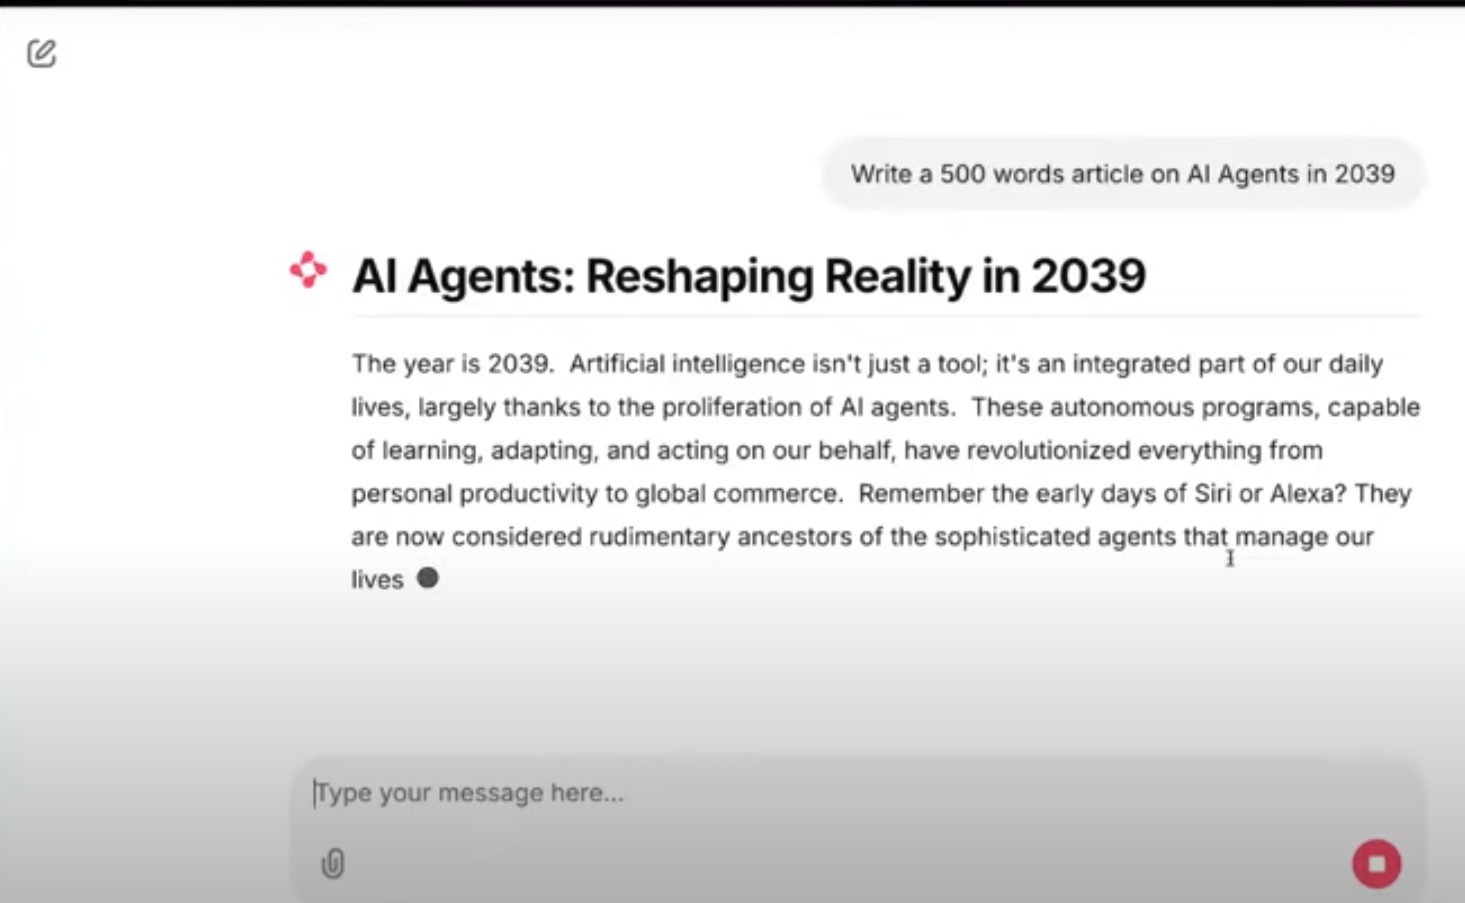 Write a 500 words article on AI Agents in 2039
AI Agents: Reshaping Reality in 2039
The year is 2039.  Artificial intelligence isn't just a tool; it's an integrated part of our daily
lives, largely thanks to the proliferation of AI agents.  These autonomous programs, capable
of learning, adapting, and acting on our behalf, have revolutionized everything from
personal productivity to global commerce.  Remember the early days of Siri or Alexa? They
are now considered rudimentary ancestors of the sophisticated agents that manage our
lives
Type your message here...